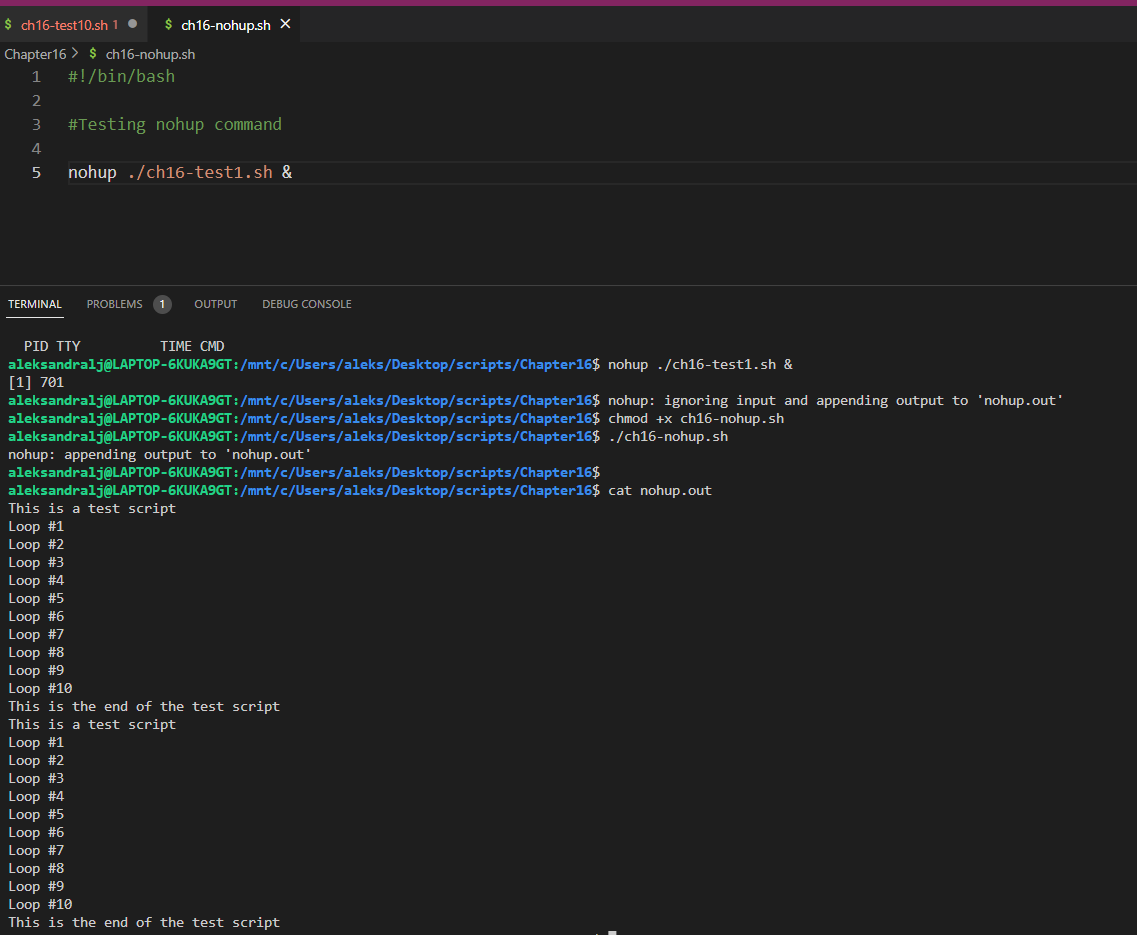 $ ch16-test10.sh 1 $ ch16-nohup.sh
Chapter16 > $ ch16-nohup.sh
1 #!/bin/bash
2
3 #Testing nohup command
4
5 nohup ./ch16-test1.sh &
TERMINAL PROBLEMS 1 OUTPUT DEBUG CONSOLE
PID TTY TIME CMD
aleksandralj@LAPTOP-6KUKA9GT:/mnt/c/Users/aleks/Desktop/scripts/Chapter16$ nohup ./ch16-test1.sh &
[1] 701
aleksandralj@LAPTOP-6KUKA9GT:/mnt/c/Users/aleks/Desktop/scripts/Chapter16$ nohup: ignoring input and appending output to 'nohup.out'
aleksandralj@LAPTOP-6KUKA9GT:/mnt/c/Users/aleks/Desktop/scripts/Chapter16$ chmod +x ch16-nohup.sh
aleksandralj@LAPTOP-6KUKA9GT:/mnt/c/Users/aleks/Desktop/scripts/Chapter16$ ./ch16-nohup.sh
nohup: appending output to 'nohup.out'
aleksandralj@LAPTOP-6KUKA9GT:/mnt/c/Users/aleks/Desktop/scripts/Chapter16$
aleksandralj@LAPTOP-6KUKA9GT:/mnt/c/Users/aleks/Desktop/scripts/Chapter16$ cat nohup.out
This is a test script
Loop #1
Loop #2
Loop #3
Loop #4
Loop #5
Loop #6
Loop #7
Loop #8
Loop #9
Loop #10
This is the end of the test script
This is a test script
Loop #1
Loop #2
Loop #3
Loop #4
Loop #5
Loop #6
Loop #7
Loop #8
Loop #9
Loop #10
This is the end of the test script